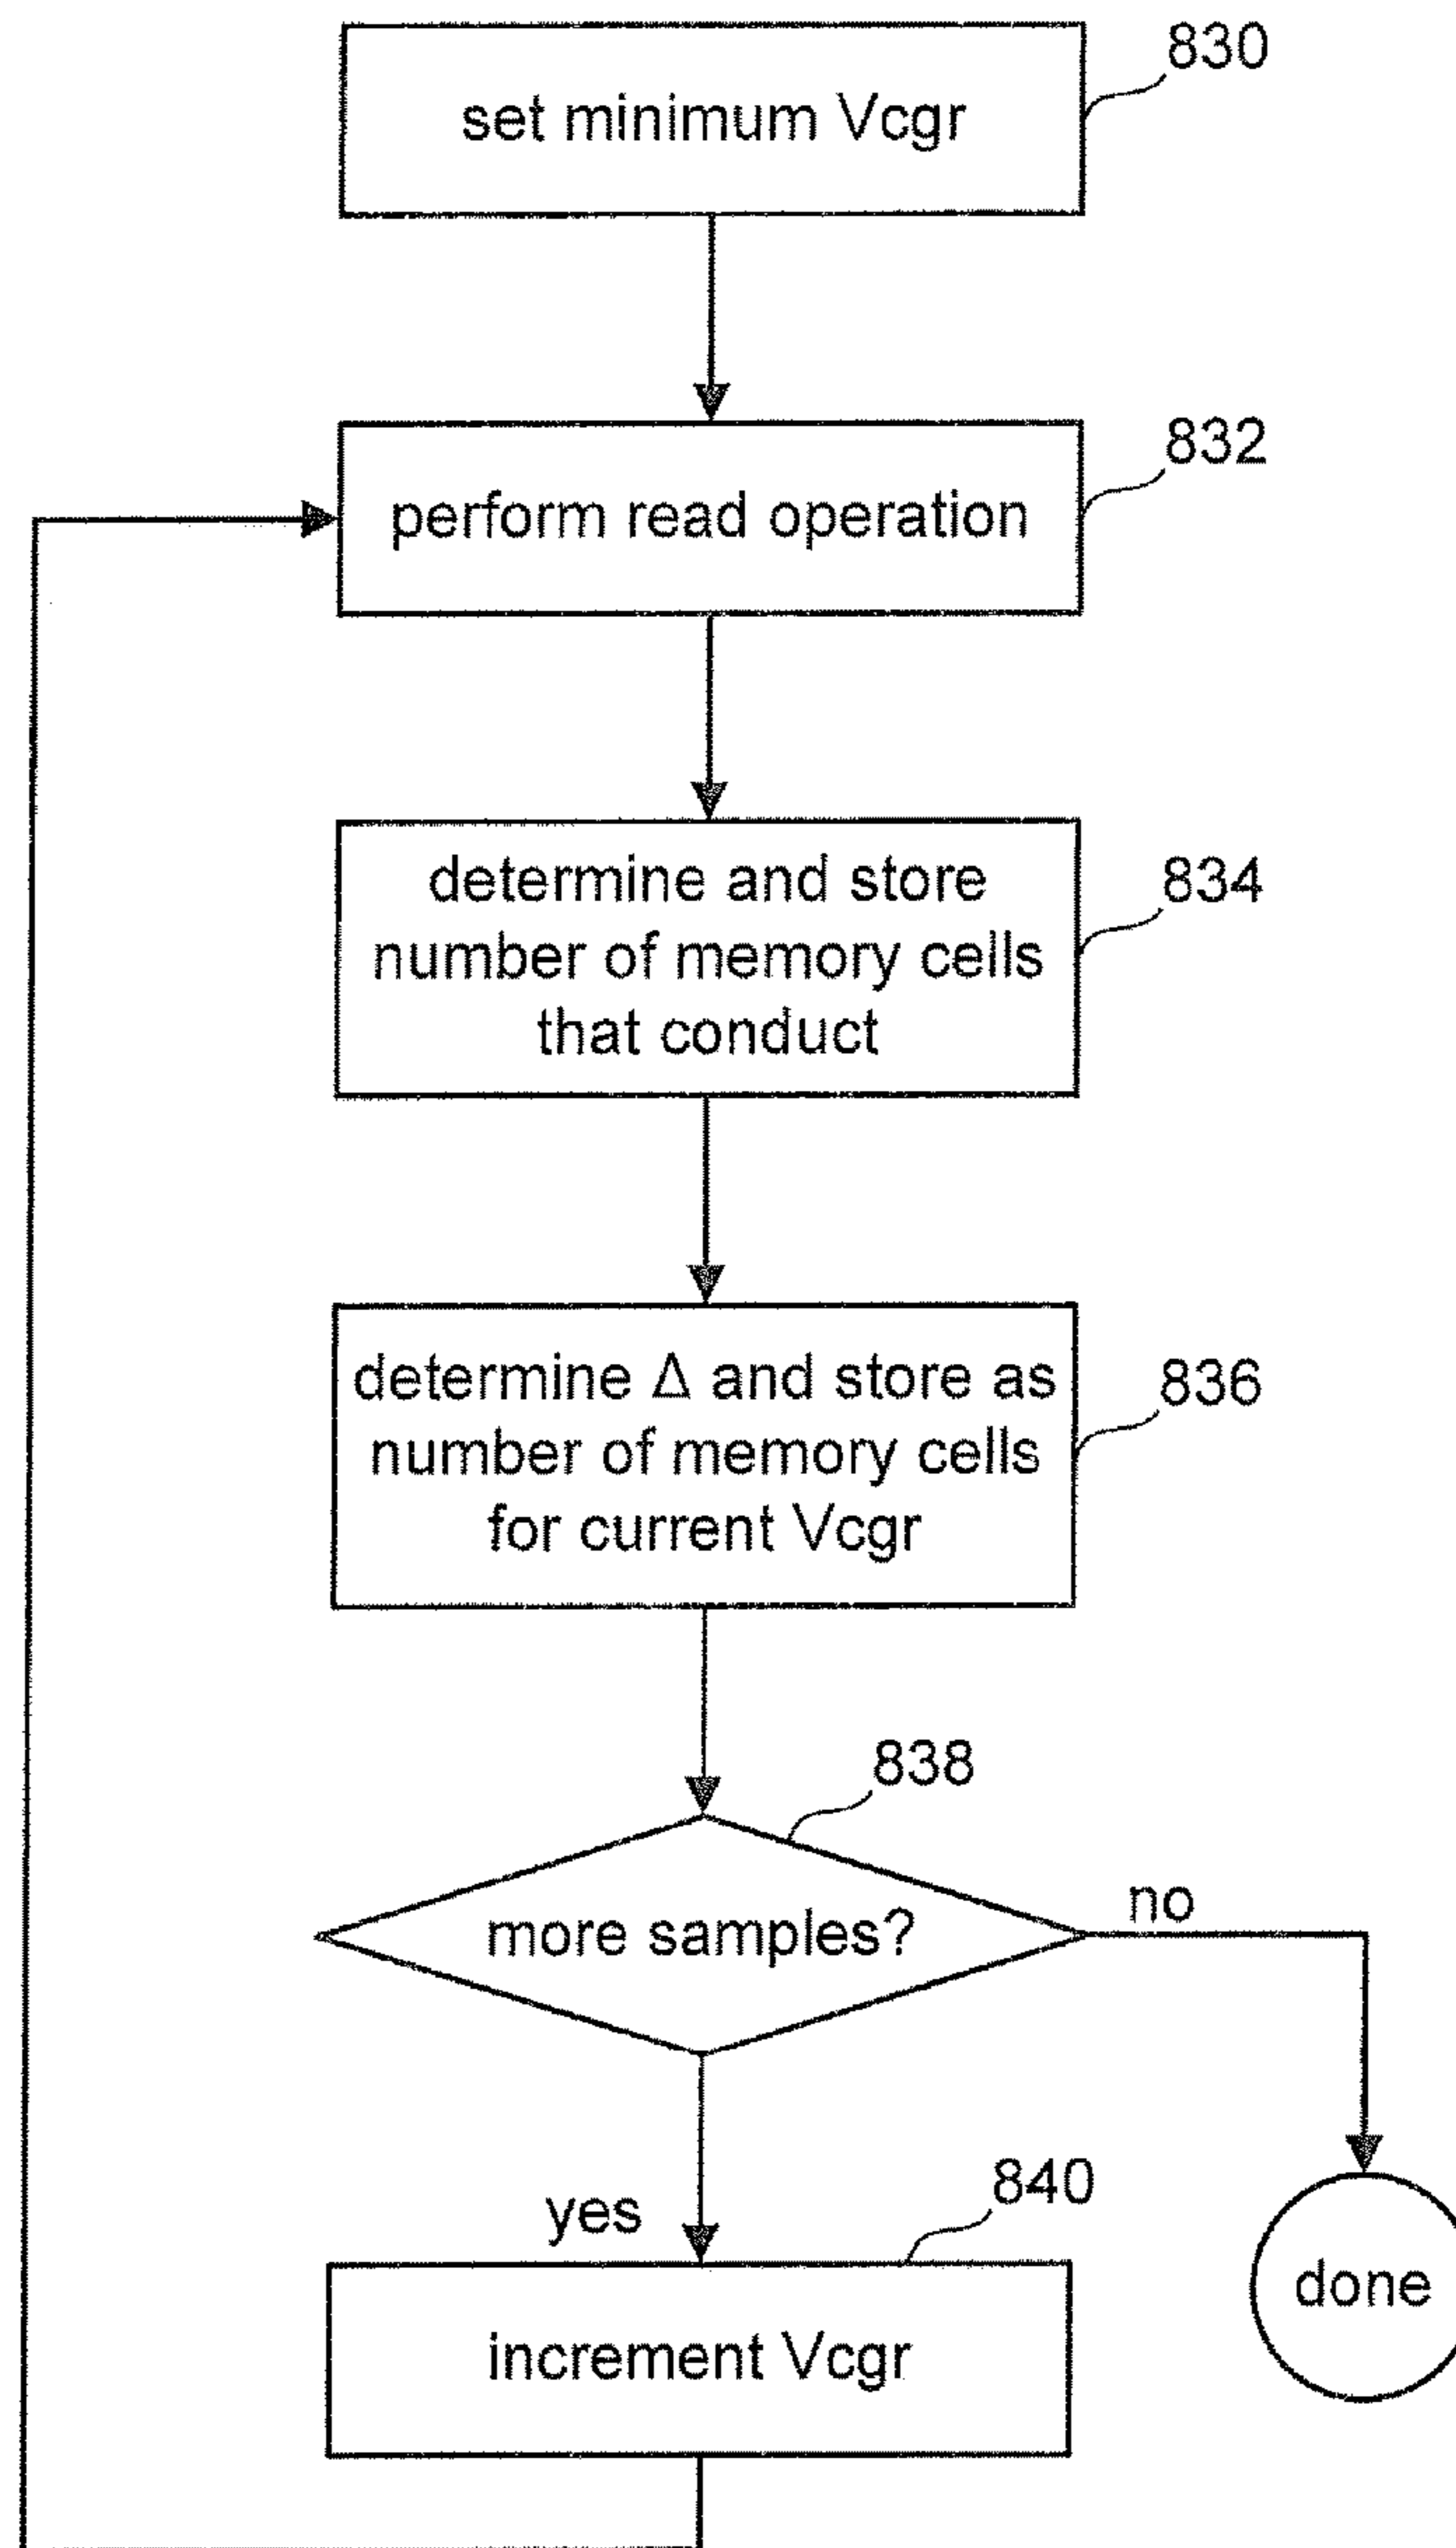 830
set minimum Vcgr
832
perform read operation
determine and store
834
number of memory cells
that conduct
determine Δ and store as
836
number of memory cells
for current Vcgr
838
more samples?
no
yes
840
increment Vcgr
done